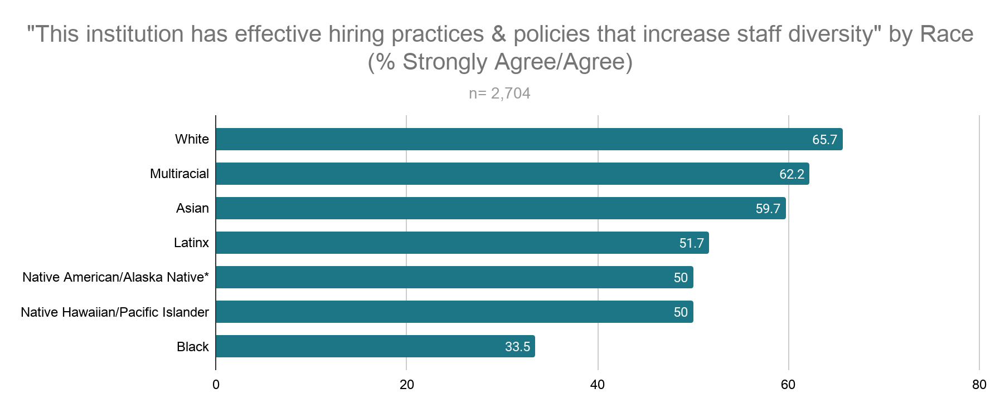 "This institution has effective hiring practices & policies that increase staff diversity" by Race
(% Strongly Agree/Agree)
n= 2,704
White 65.7
Multiracial 62.2
Asian 59.7
Latinx 51.7
Native American/Alaska Native* 50
Native Hawaiian/Pacific Islander 50
Black 33.5
0 20 40 60 80